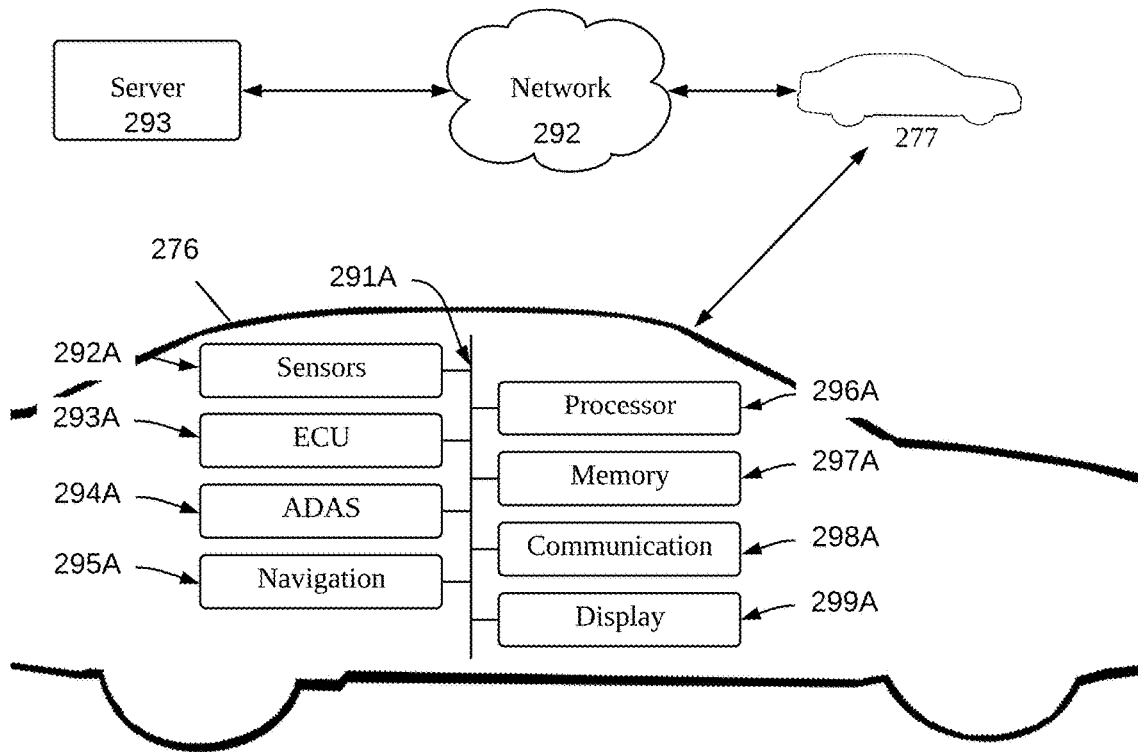 Server
293
Network
292
277
276
291A
292A
Sensors
293A
ECU
294A
ADAS
295A
Navigation
Processor
296A
Memory
297A
Communication
298A
Display
299A